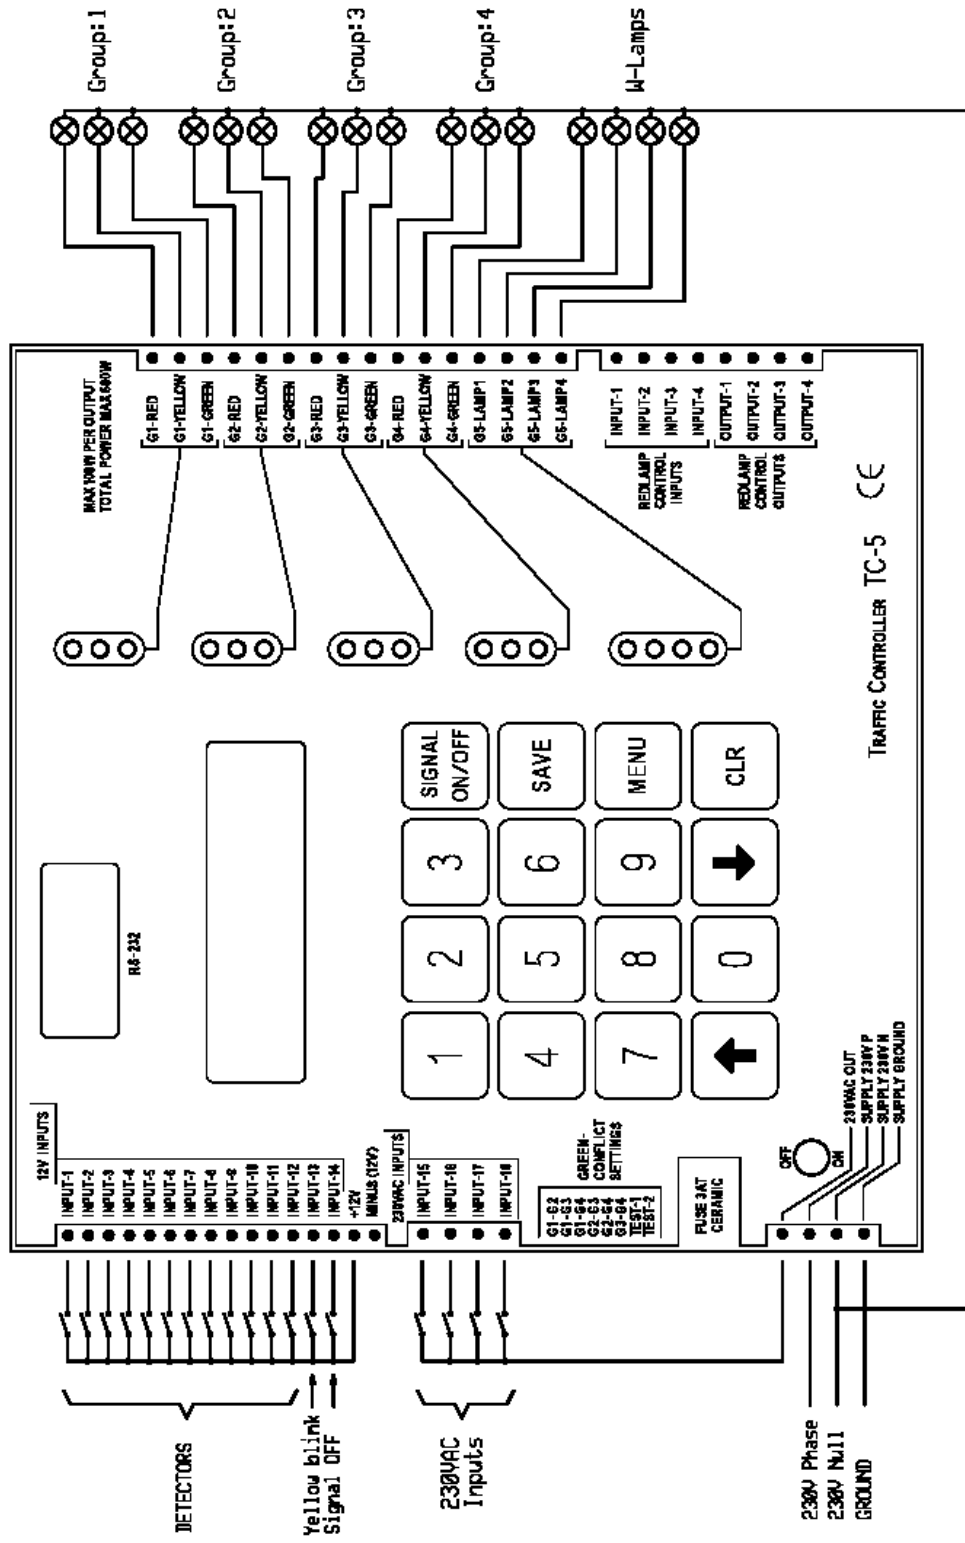 Group:1
Group:2
Group:3
Group:4
W-Lamps
MAX 100W PER OUTPUT
TOTAL POWER MAX 600W
G1-RED
G1-YELLOW
G1-GREEN
G2-RED
G2-YELLOW
G2-GREEN
G3-RED
G3-YELLOW
G3-GREEN
G4-RED
G4-YELLOW
G4-GREEN
G5-LAMP1
G5-LAMP2
G5-LAMP3
G5-LAMP4
INPUT-1
INPUT-2
INPUT-3
INPUT-4
OUTPUT-1
OUTPUT-2
OUTPUT-3
OUTPUT-4
REDLAMP
CONTROL
INPUTS
REDLAMP
CONTROL
OUTPUTS
TRAFFIC CONTROLLER TC-5 CE
RS-232
1 2 3 SIGNAL ON/OFF
4 5 6 SAVE
7 8 9 MENU
0 CLR
12V INPUTS
INPUT-1
INPUT-2
INPUT-3
INPUT-4
INPUT-5
INPUT-6
INPUT-7
INPUT-8
INPUT-9
INPUT-10
INPUT-11
INPUT-12
INPUT-13
INPUT-14
+12V
MINUS (12V)
230VAC INPUTS
INPUT-15
INPUT-16
INPUT-17
INPUT-18
G1-G2
G1-G3
G1-G4
G2-G3
G2-G4
G3-G4
TEST-1
TEST-2
GREEN-
CONFLICT
SETTINGS
FUSE 3AT
CERAMIC
OFF
ON
230VAC OUT
SUPPLY 230V P
SUPPLY 230V N
SUPPLY GROUND
DETECTORS
Yellow blink
Signal OFF
230VAC
Inputs
230V Phase
230V Null
GROUND